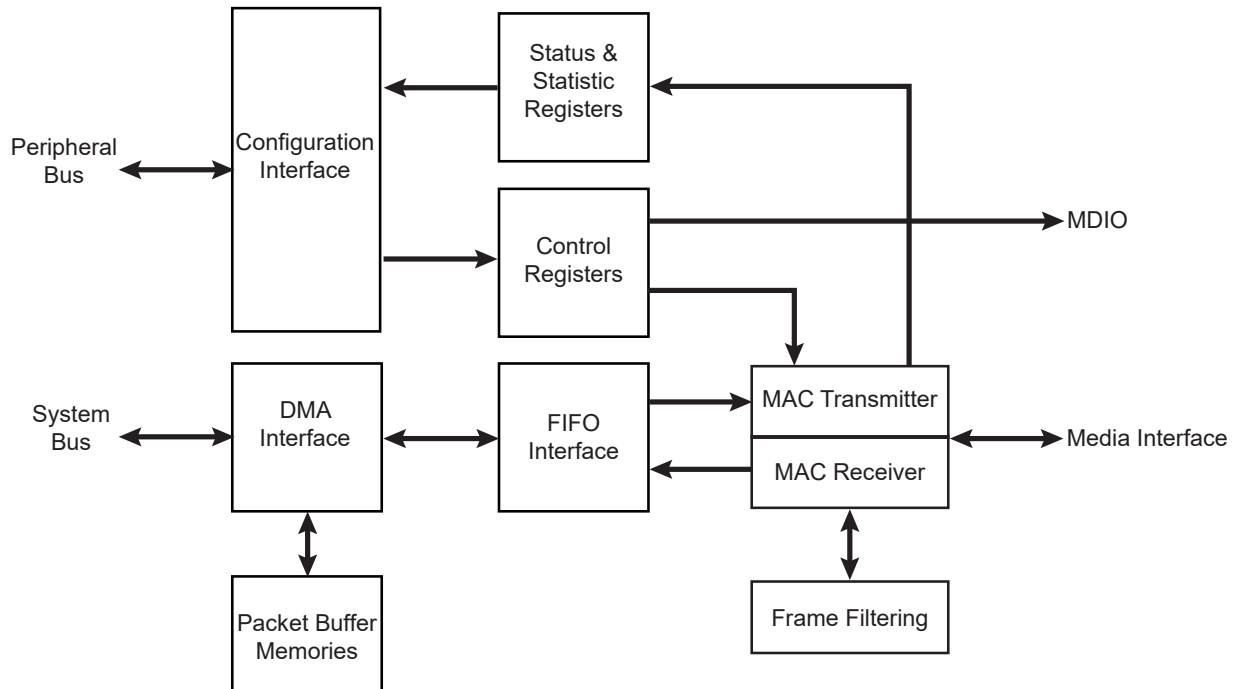 Status &
Statistic
Registers
Configuration
Interface
Peripheral
Bus
Control
Registers
MDIO
System
Bus
DMA
Interface
FIFO
Interface
MAC Transmitter
MAC Receiver
Media Interface
Packet Buffer
Memories
Frame Filtering